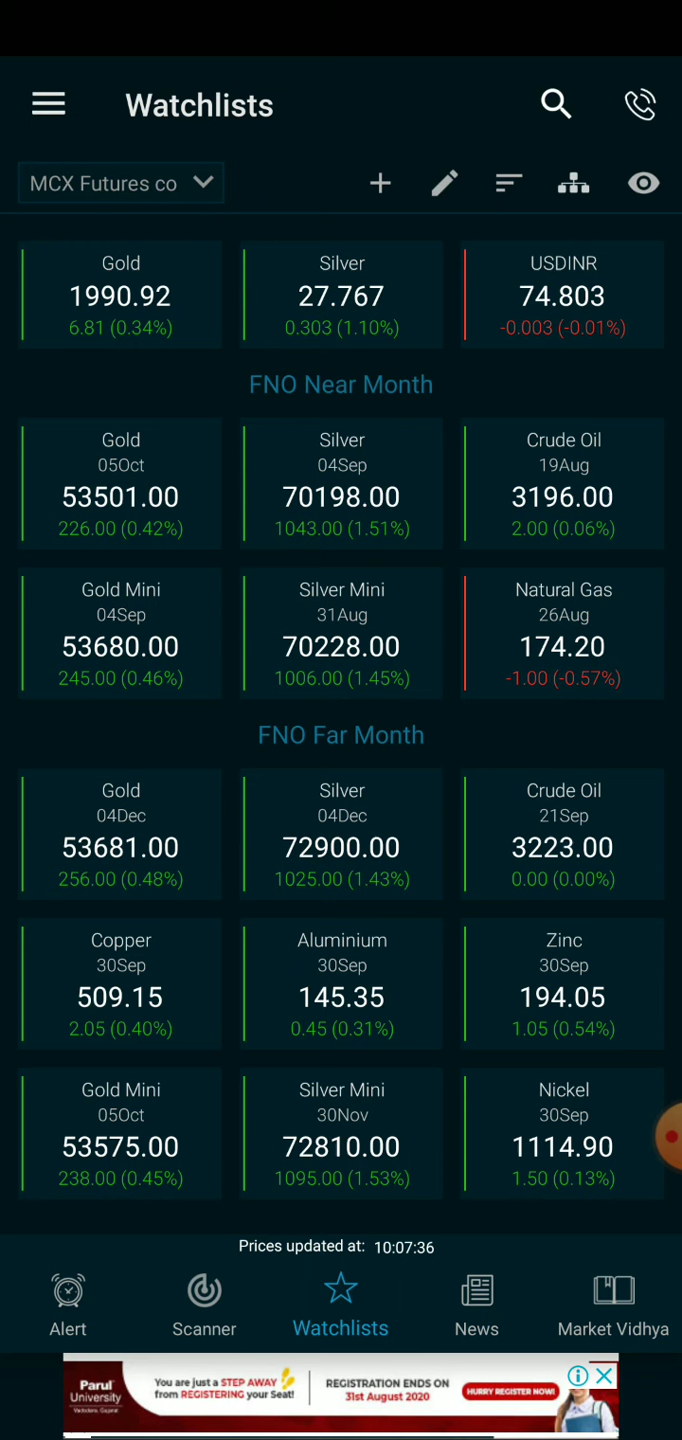 Watchlists
MCX Futures co
Gold Silver USDINR
1990.92 27.767 74.803
6.81 (0.34%) 0.303 (1.10%) -0.003 (-0.01%)
FNO Near Month
Gold Silver Crude Oil
05Oct 04Sep 19Aug
53501.00 70198.00 3196.00
226.00 (0.42%) 1043.00 (1.51%) 2.00 (0.06%)
Gold Mini Silver Mini Natural Gas
04Sep 31Aug 26Aug
53680.00 70228.00 174.20
245.00 (0.46%) 1006.00 (1.45%) -1.00 (-0.57%)
FNO Far Month
Gold Silver Crude Oil
04Dec 04Dec 21Sep
53681.00 72900.00 3223.00
256.00 (0.48%) 1025.00 (1.43%) 0.00 (0.00%)
Copper Aluminium Zinc
30Sep 30Sep 30Sep
509.15 145.35 194.05
2.05 (0.40%) 0.45 (0.31%) 1.05 (0.54%)
Gold Mini Silver Mini Nickel
05Oct 30Nov 30Sep
53575.00 72810.00 1114.90
238.00 (0.45%) 1095.00 (1.53%) 1.50 (0.13%)
Prices updated at: 10:07:36
Alert Scanner Watchlists News Market Vidhya
Parul University
Vadodara, Gujarat
You are just a STEP AWAY
from REGISTERING your Seat!
REGISTRATION ENDS ON
31st August 2020
HURRY REGISTER NOW!